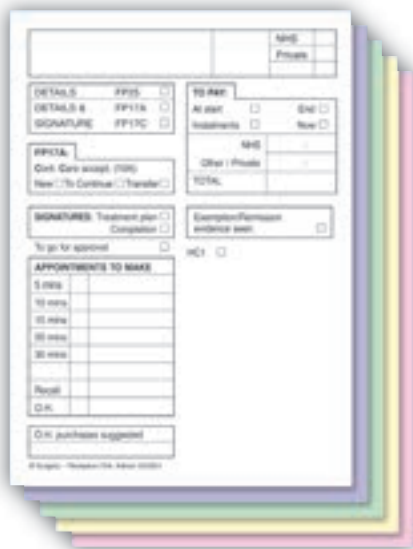 NHS
Private
DETAILS FP25 TO PAY:
DETAILS & FP17A At start End
SIGNATURE FP17C Instalments Now
NHS
FP17A: Other / Private
Cont. Care accept. TOTAL
New To Continue Transfer
SIGNATURES: Treatment plan Exemption/Remission
Completion evidence seen
To go for approval HC1
APPOINTMENTS TO MAKE
5 mins
10 mins
15 mins
20 mins
30 mins
Recall
O.H.
O.H. purchases suggested